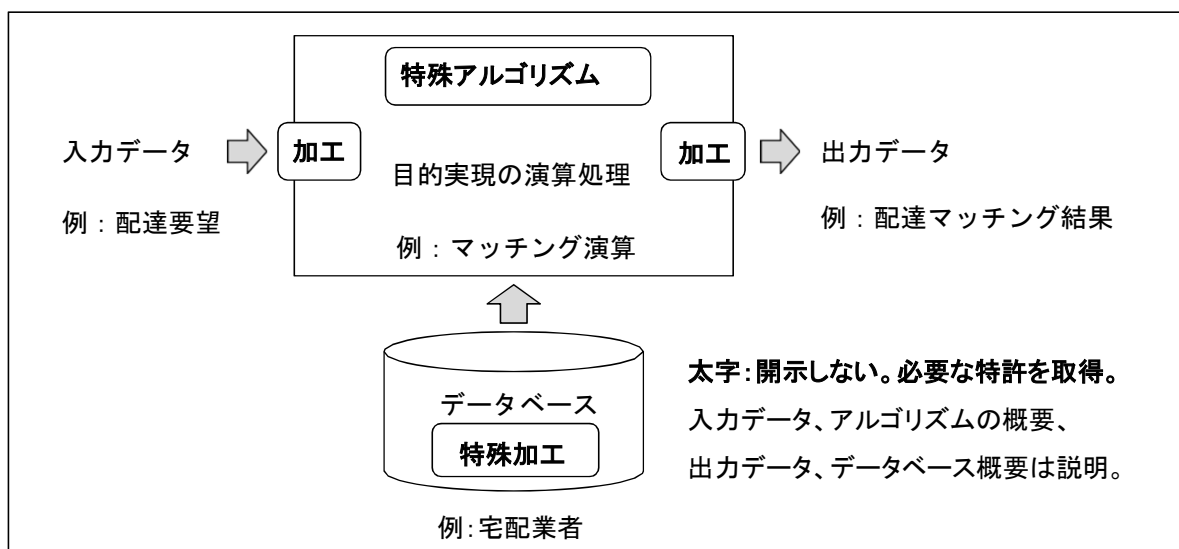 特殊アルゴリズム
入力データ
加工
目的実現の演算処理
加工
出力データ
例：配達要望
例：マッチング演算
例：配達マッチング結果
データベース
特殊加工
例：宅配業者
太字：開示しない。必要な特許を取得。
入力データ、アルゴリズムの概要、
出力データ、データベース概要は説明。